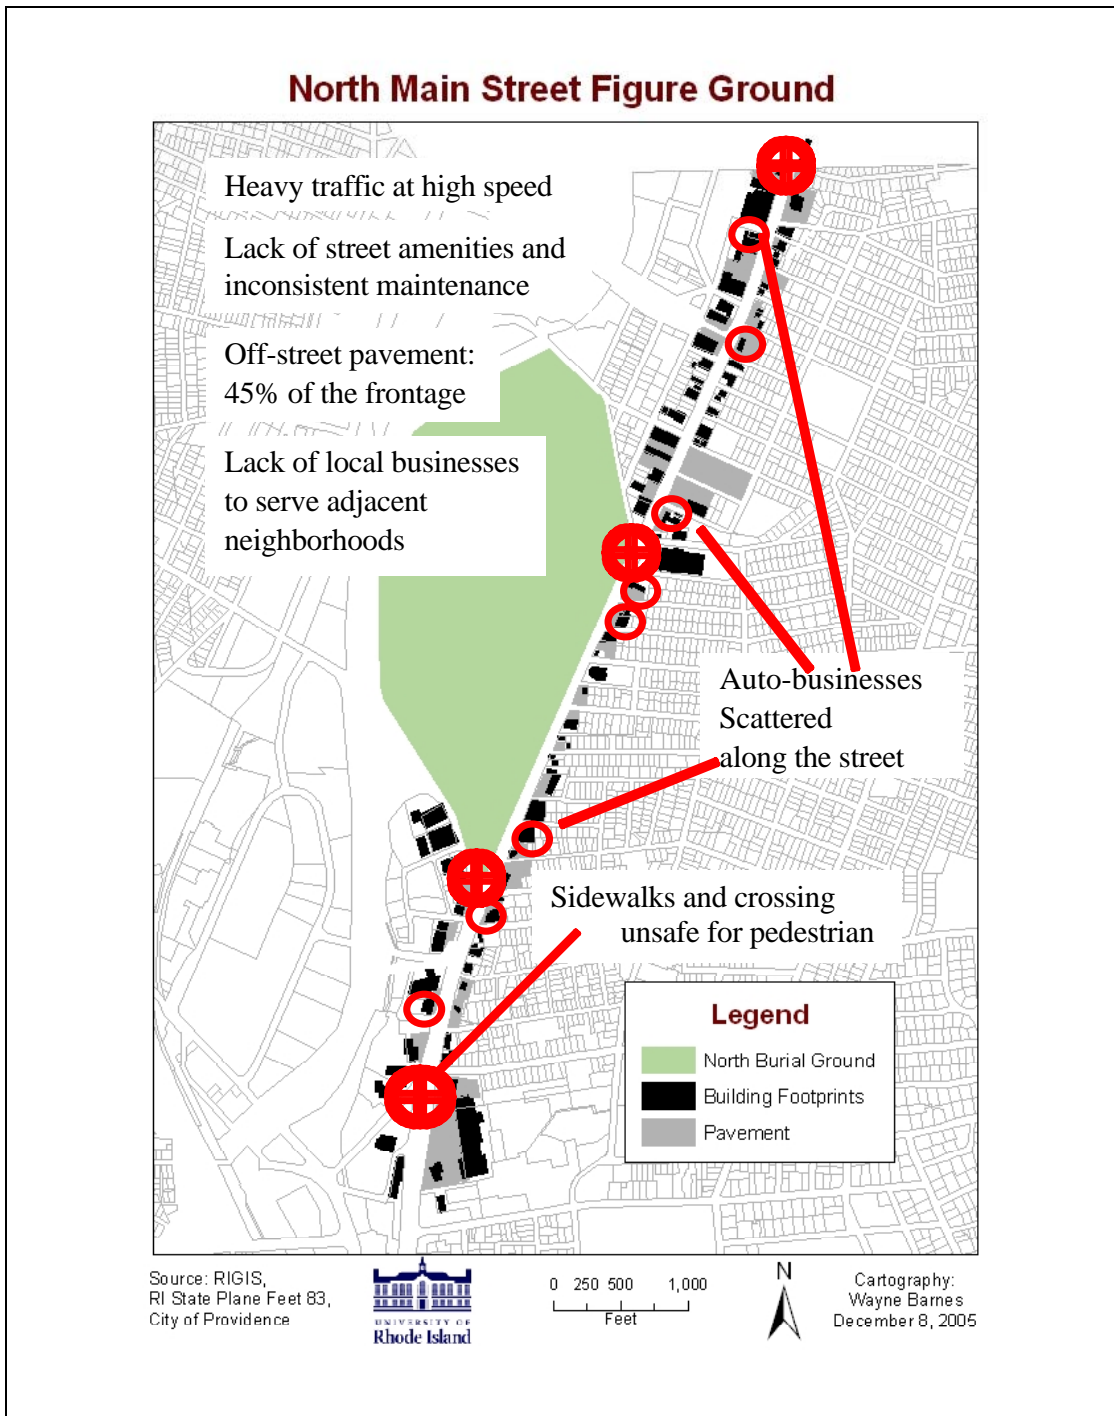 North Main Street Figure Ground
Heavy traffic at high speed
Lack of street amenities and
inconsistent maintenance
Off-street pavement:
45% of the frontage
Lack of local businesses
to serve adjacent
neighborhoods
Auto-businesses
Scattered
along the street
Sidewalks and crossing
unsafe for pedestrian
Legend
North Burial Ground
Building Footprints
Pavement
Source: RIGIS,
RI State Plane Feet 83,
City of Providence
UNIVERSITY OF
Rhode Island
0 250 500 1,000
Feet
N
Cartography:
Wayne Barnes
December 8, 2005